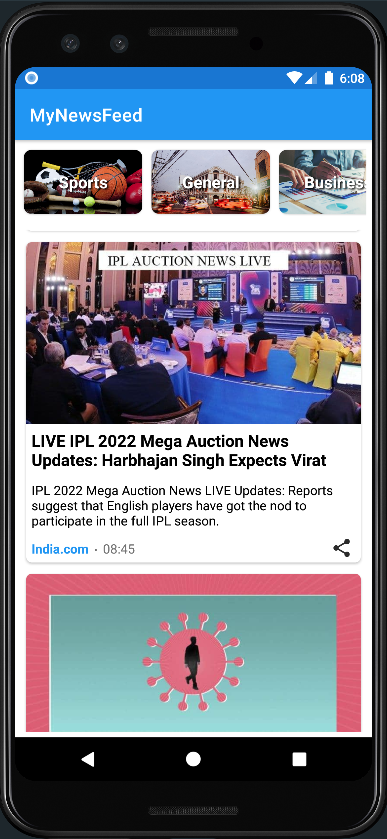 6:08
MyNewsFeed
Sports
General
Busines
IPL AUCTION NEWS LIVE
LIVE IPL 2022 Mega Auction News
Updates: Harbhajan Singh Expects Virat
IPL 2022 Mega Auction News LIVE Updates: Reports
suggest that English players have got the nod to
participate in the full IPL season.
India.com • 08:45